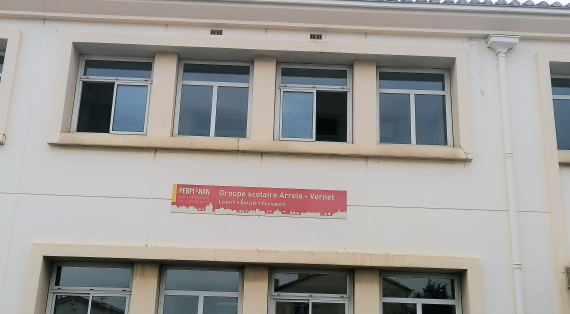 PERPIGNAN
Groupe scolaire Arrels - Vernet
Liberté • Égalité • Fraternité